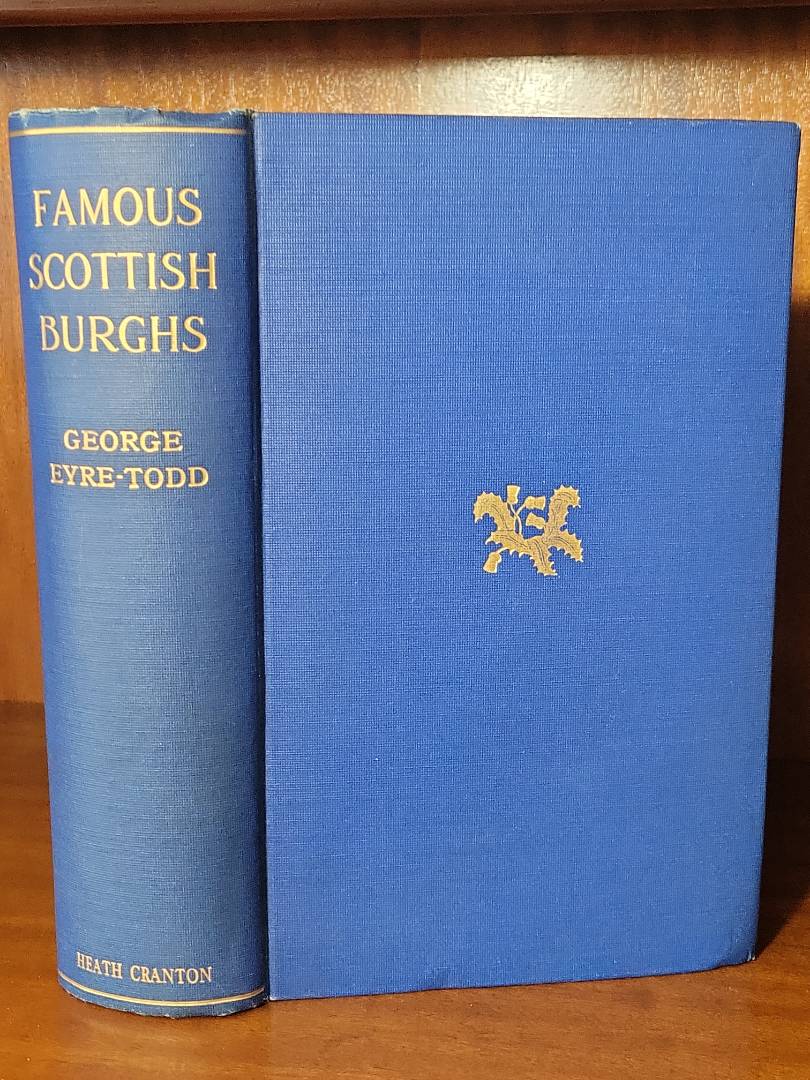 FAMOUS
SCOTTISH
BURGHS
GEORGE
EYRE-TODD
HEATH CRANTON